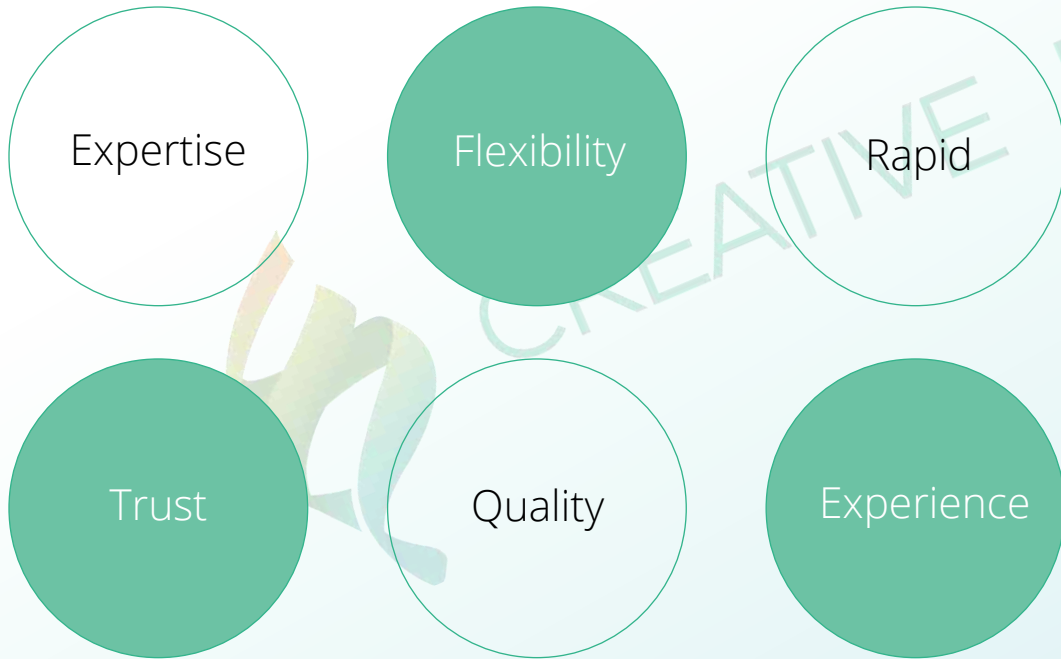 Expertise
Flexibility
Rapid
CREATIVE
Trust
Quality
Experience